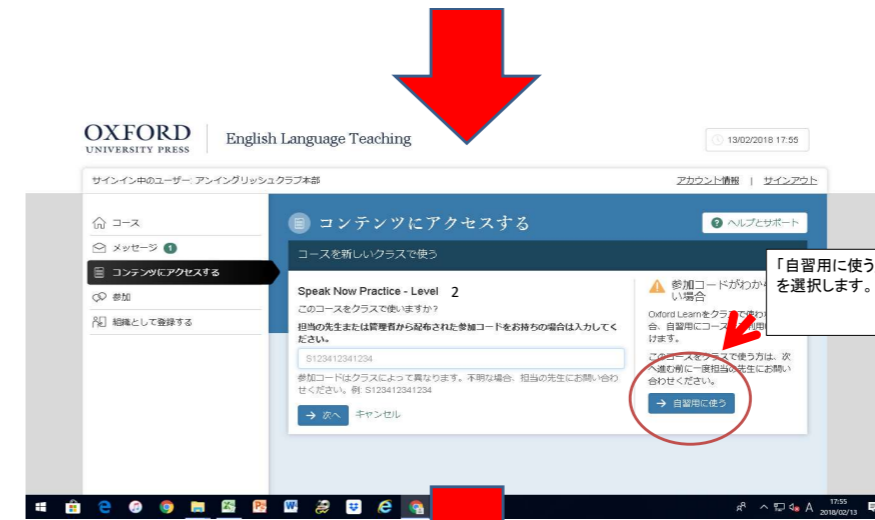 OXFORD
UNIVERSITY PRESS
English Language Teaching
13/02/2018 17:55
サインイン中のユーザー: アンイングリッシュクラブ本部
アカウント情報 | サインアウト
コース
メッセージ 1
コンテンツにアクセスする
参加
組織として登録する
コンテンツにアクセスする
ヘルプとサポート
コースを新しいクラスで使う
Speak Now Practice - Level 2
このコースをクラスで使いますか?
担当の先生または管理者から配布された参加コードをお持ちの場合は入力してく
ださい。
S123412341234
参加コードはクラスによって異なります。不明な場合、担当の先生にお問い合わ
せください。例: S123412341234
→ 次へ キャンセル
参加コードがわか
い場合
Oxford Learnをクラ
合、自習用にコース
けます。
このコースをクラスで使う方は、次
へ進む前に一度担当の先生にお問い
合わせください。
→ 自習用に使う
「自習用に使う
を選択します。
A
17:55
2018/02/13